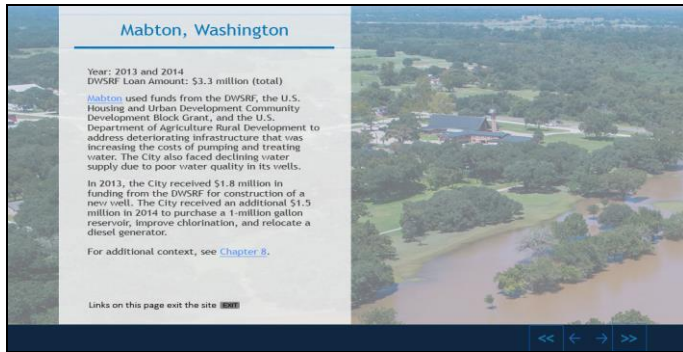 Mabton, Washington
Year: 2013 and 2014
DWSRF Loan Amount: $3.3 million (total)
Mabton used funds from the DWSRF, the U.S.
Housing and Urban Development Community
Development Block Grant, and the U.S.
Department of Agriculture Rural Development to
address deteriorating infrastructure that was
increasing the costs of pumping and treating
water. The City also faced declining water
supply due to poor water quality in its wells.
In 2013, the City received $1.8 million in
funding from the DWSRF for construction of a
new well. The City received an additional $1.5
million in 2014 to purchase a 1-million gallon
reservoir, improve chlorination, and relocate a
diesel generator.
For additional context, see Chapter 8.
Links on this page exit the site EXIT
<< ← → >>